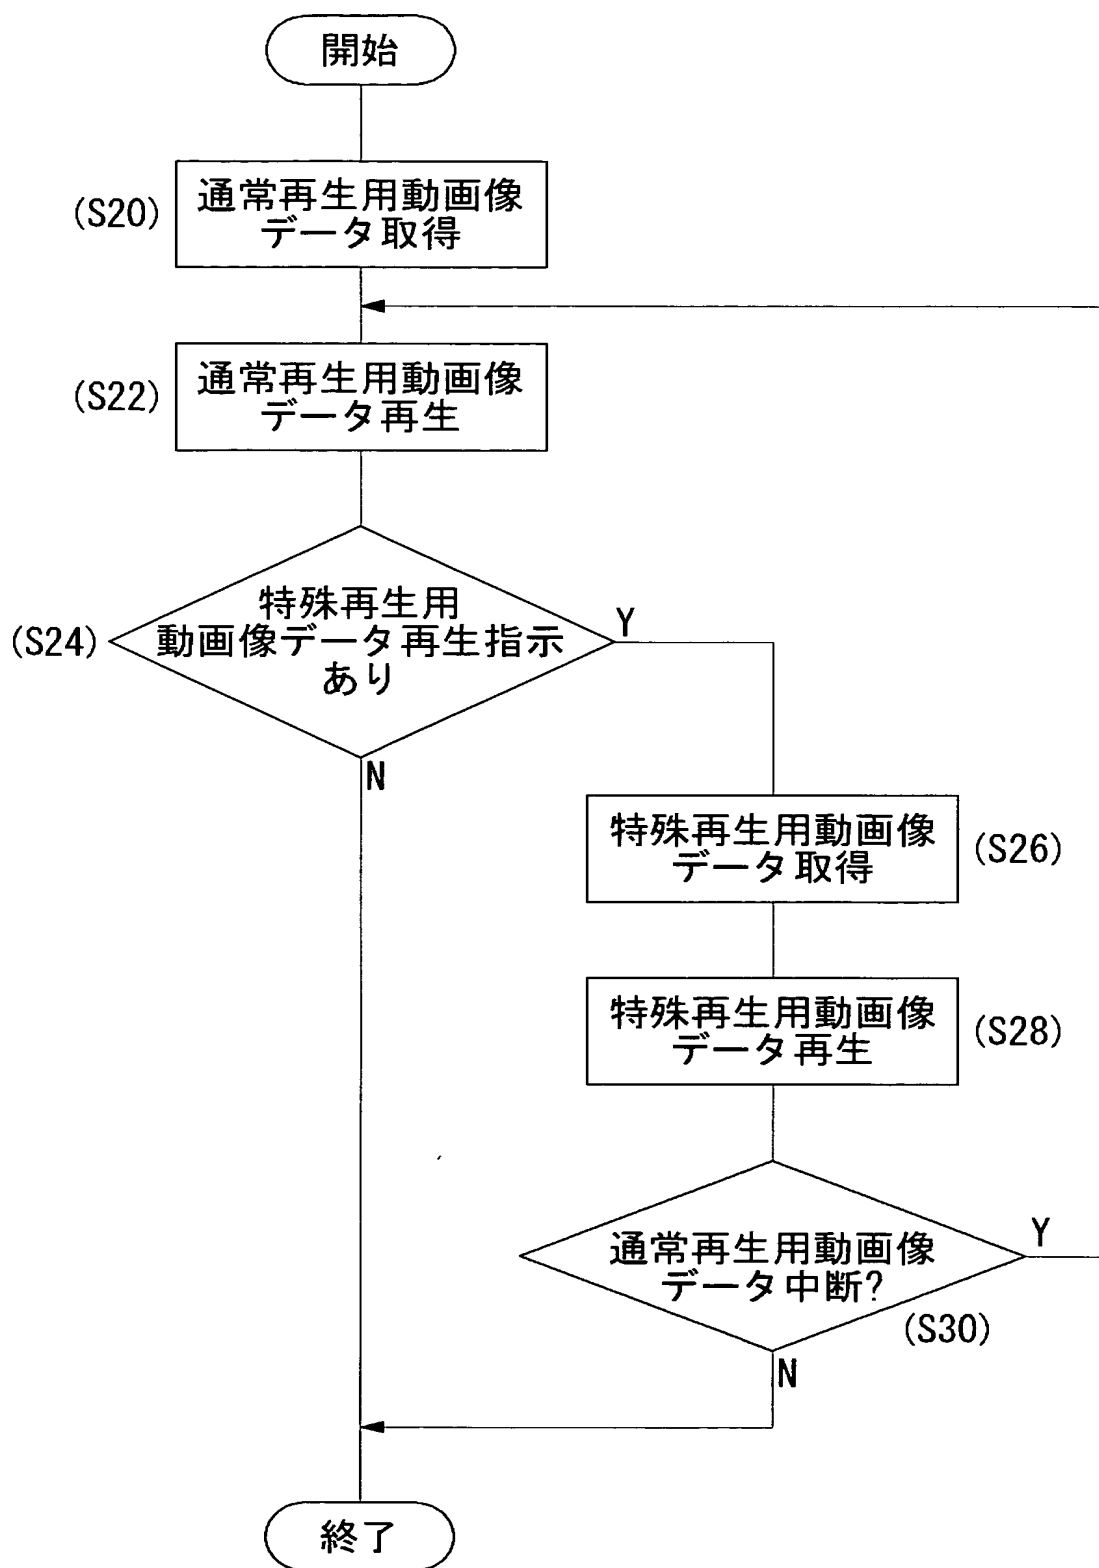 開始
(S20)
通常再生用動画像
データ取得
(S22)
通常再生用動画像
データ再生
(S24)
特殊再生用
動画像データ再生指示
あり
Y
N
特殊再生用動画像
データ取得
(S26)
特殊再生用動画像
データ再生
(S28)
通常再生用動画像
データ中断?
Y
(S30)
N
終了